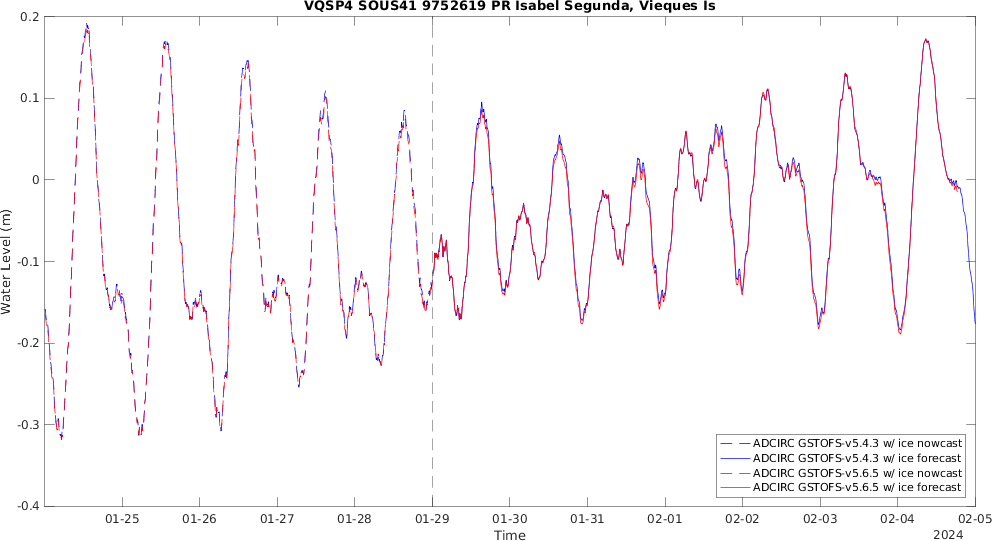 VQSP4 SOUS41 9752619 PR Isabel Segunda, Vieques Is
0.2
0.1
0
-0.1
-0.2
-0.3
-0.4
Water Level (m)
ADCIRC GSTOFS-v5.4.3 w/ ice nowcast
ADCIRC GSTOFS-v5.4.3 w/ ice forecast
ADCIRC GSTOFS-v5.6.5 w/ ice nowcast
ADCIRC GSTOFS-v5.6.5 w/ ice forecast
01-25 01-26 01-27 01-28 01-29 01-30 01-31 02-01 02-02 02-03 02-04 02-05
Time
2024